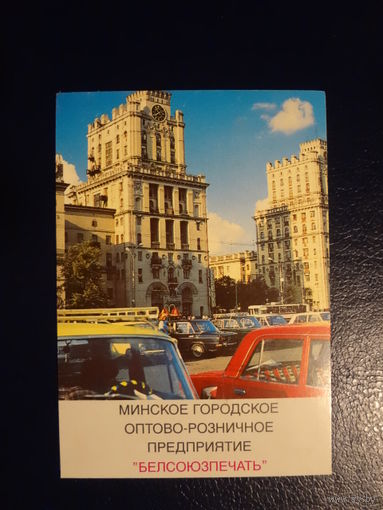 МИНСКОЕ ГОРОДСКОЕ
ОПТОВО-РОЗНИЧНОЕ
ПРЕДПРИЯТИЕ
"БЕЛСОЮЗПЕЧАТЬ"